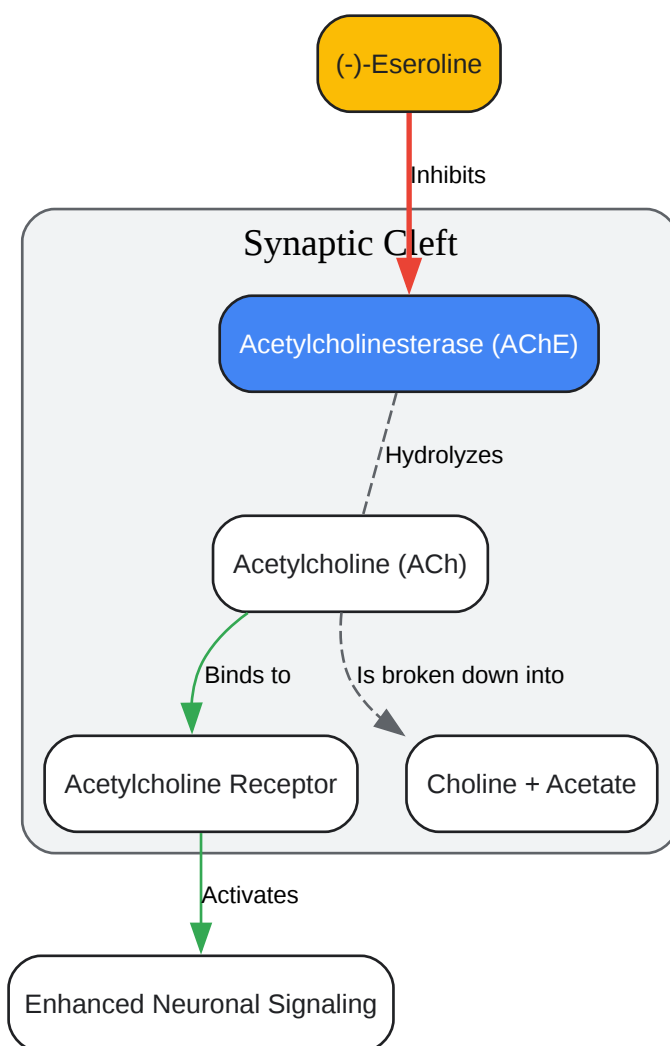 (-)-Eseroline
Inhibits
Synaptic Cleft
Acetylcholinesterase (AChE)
Hydrolyzes
Acetylcholine (ACh)
Binds to
Is broken down into
Acetylcholine Receptor
Choline + Acetate
Activates
Enhanced Neuronal Signaling